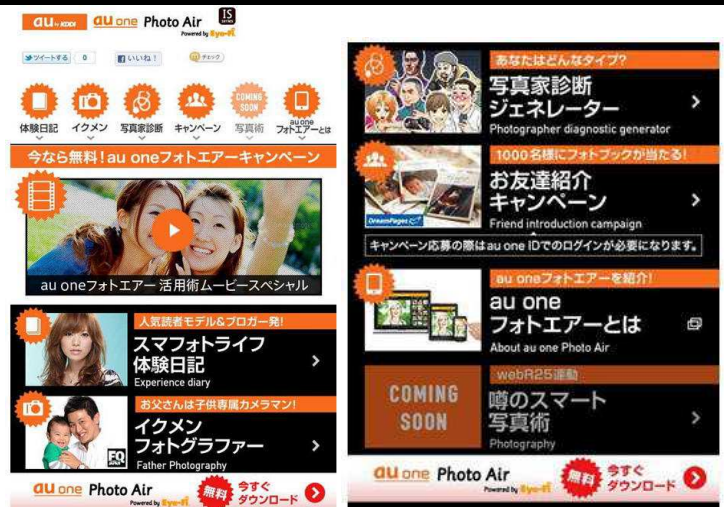 au by KDDI au one Photo Air IS series
Powered by Eye-Fi
ツイートする 0 いいね! チェック
COMING SOON
体験日記 イクメン 写真家診断 キャンペーン 写真術 au one フォトエアーとは
今なら無料!au oneフォトエアーキャンペーン
au oneフォトエアー 活用術ムービースペシャル
人気読者モデル&ブロガー発!
スマフォトライフ
体験日記
Experience diary
お父さんは子供専属カメラマン!
イクメン
フォトグラファー
Father Photography
FQ JAPAN
au one Photo Air
Powered by Eye-Fi
無料
今すぐ
ダウンロード
あなたはどんなタイプ?
写真家診断
ジェネレーター
Photographer diagnostic generator
1000名様にフォトブックが当たる!
お友達紹介
キャンペーン
Friend introduction campaign
DreamPages
キャンペーン応募の際はau one IDでのログインが必要になります。
au oneフォトエアーを紹介!
au one
フォトエアーとは
About au one Photo Air
webR25連動
COMING SOON
噂のスマート
写真術
Photography
au one Photo Air
Powered by Eye-Fi
無料
今すぐ
ダウンロード